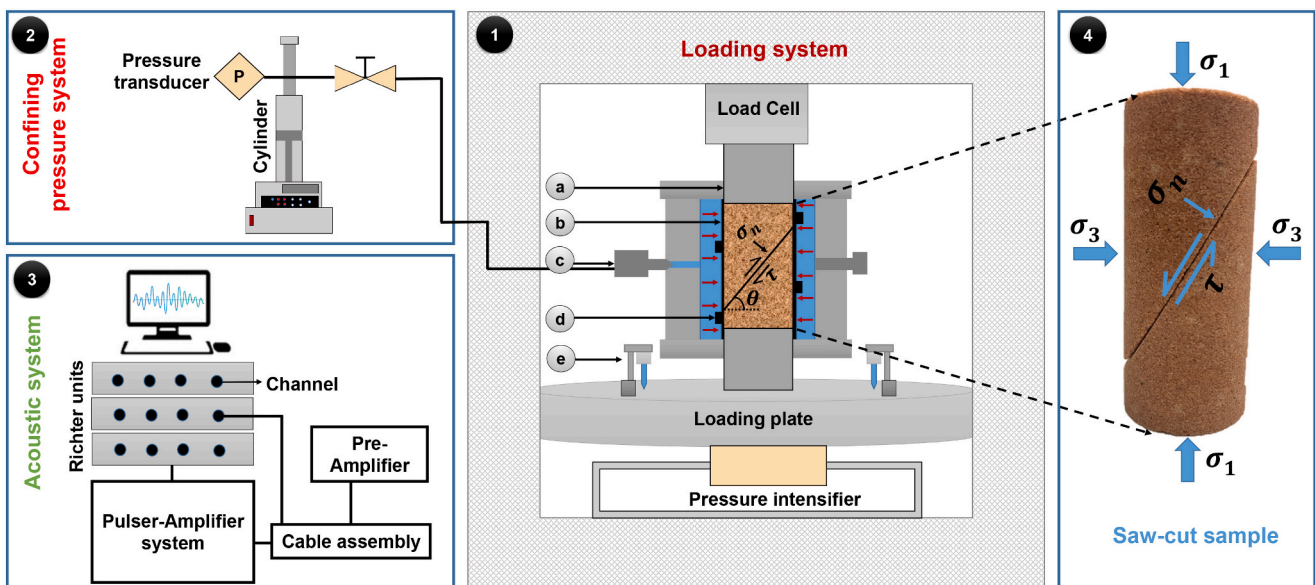 2
Confining
pressure system
Pressure
transducer
P
Cylinder
3
Acoustic system
Richter units
Channel
Pre-
Amplifier
Pulser-Amplifier
system
Cable assembly
1
Loading system
Load Cell
a
b
c
d
e
σn
τ
θ
Loading plate
Pressure intensifier
4
σ1
σn
σ3
σ3
τ
σ1
Saw-cut sample